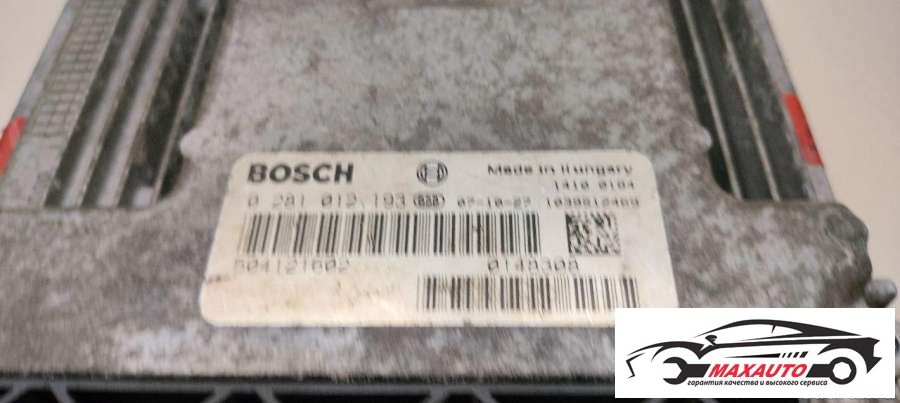 BOSCH
Made in Hungary
1410 0104
0 281 012 193
07-10-27
1039S12469
504121602
0148308
MAXAUTO
гарантия качества и высокого сервиса